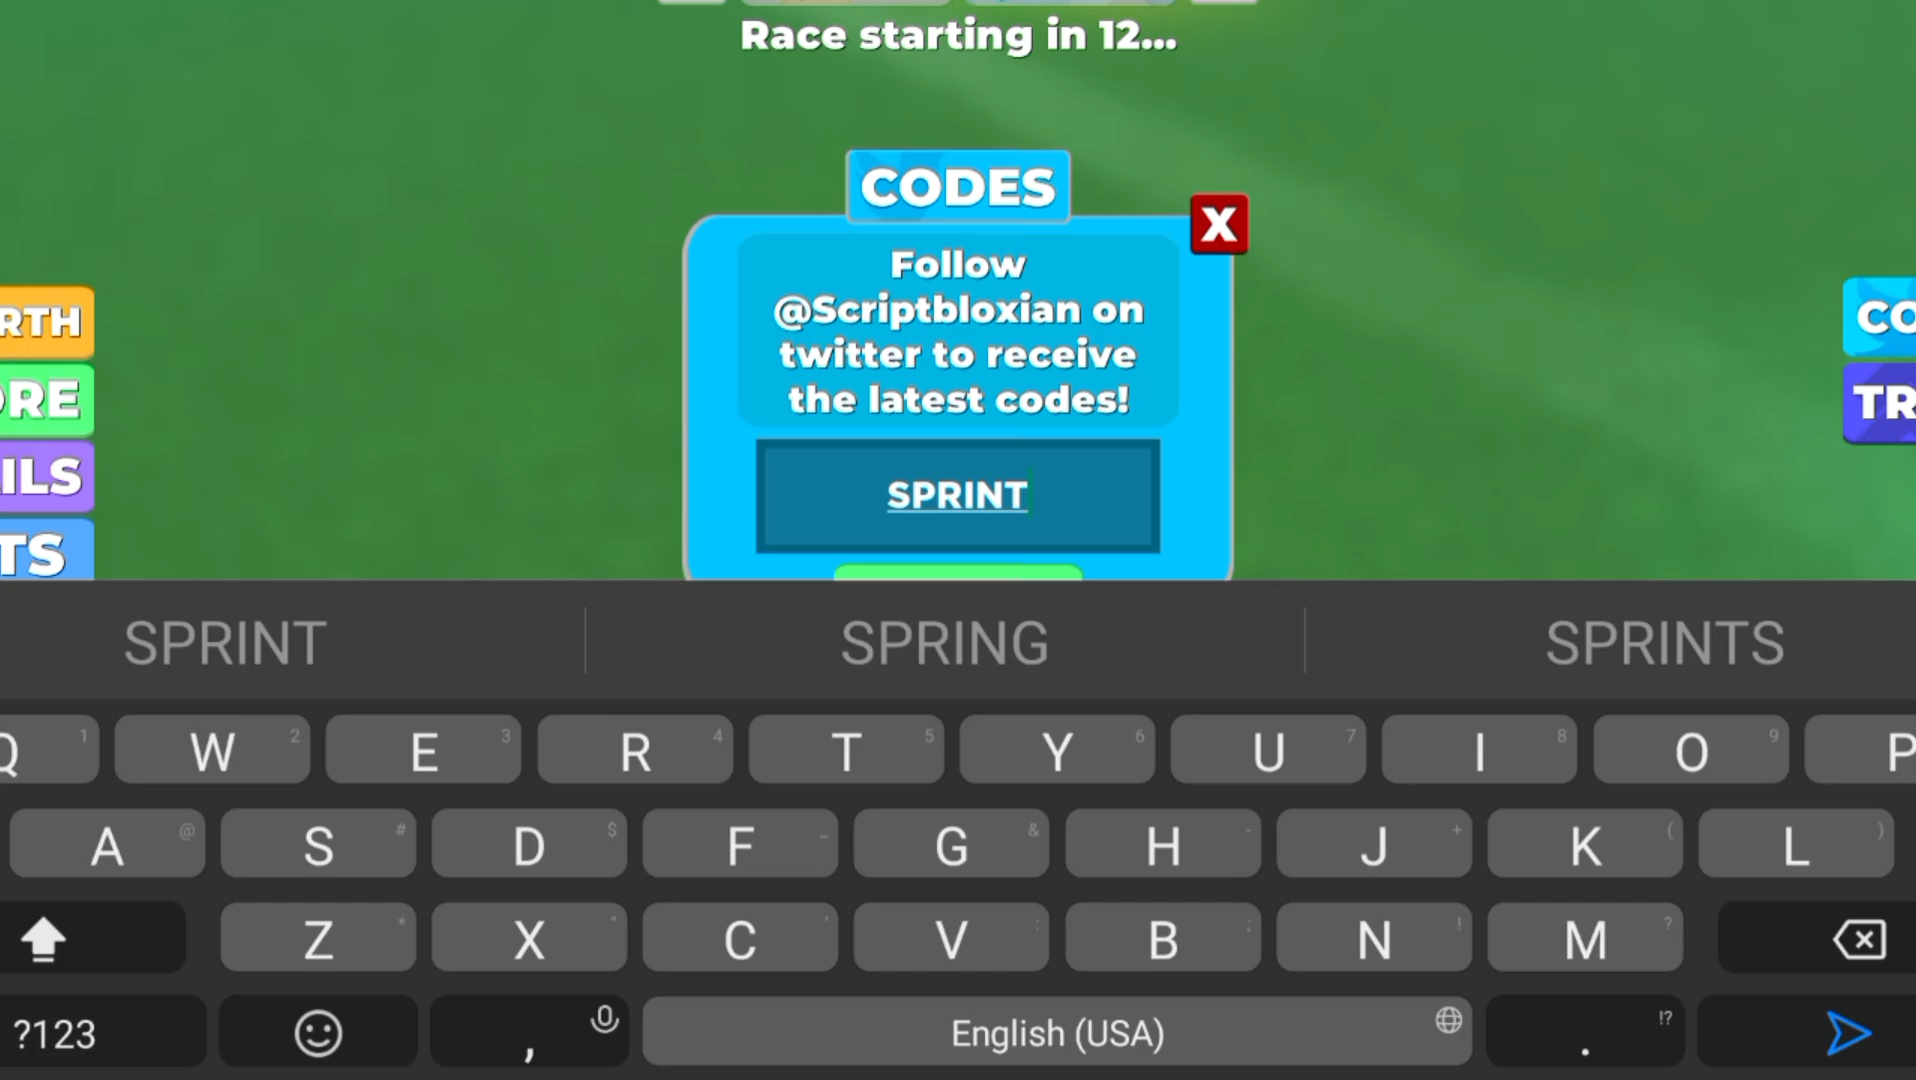 Race starting in 12...
CODES
X
Follow
@Scriptbloxian on
twitter to receive
the latest codes!
SPRINT
RTH
ORE
ILS
TS
CO
TR
SPRINT SPRING SPRINTS
Q 1 W 2 E 3 R 4 T 5 Y 6 U 7 I 8 O 9 P
A @ S # D $ F _ G & H - J + K ( L )
Z * X " C ' V : B ; N ! M ?
?123 , English (USA) . !?